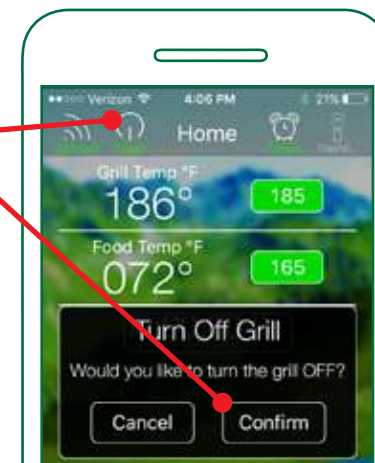 Verizon 4:06 PM 21%
Home
Grill Temp °F
186° 185
Food Temp °F
072° 165
Turn Off Grill
Would you like to turn the grill OFF?
Cancel Confirm